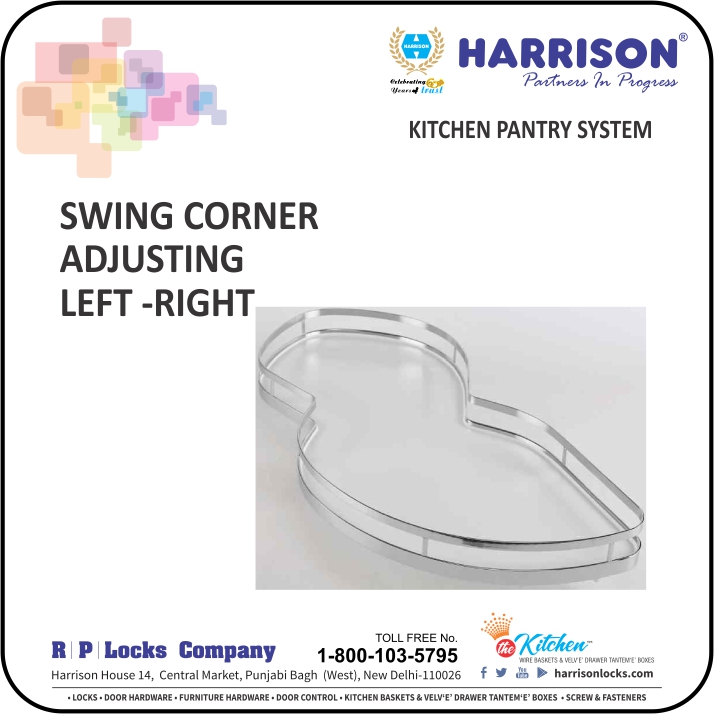 HARRISON
HARRISON®
Celebrating
Years of trust
Partners In Progress
KITCHEN PANTRY SYSTEM
SWING CORNER
ADJUSTING
LEFT -RIGHT
R|P|Locks Company
TOLL FREE No.
1-800-103-5795
Harrison House 14, Central Market, Punjabi Bagh (West), New Delhi-110026
the Kitchen™
WIRE BASKETS & VELV'E' DRAWER TANTEM'E' BOXES
You Tube
harrisonlocks.com
• LOCKS • DOOR HARDWARE • FURNITURE HARDWARE • DOOR CONTROL • KITCHEN BASKETS & VELV'E' DRAWER TANTEM'E' BOXES • SCREW & FASTENERS